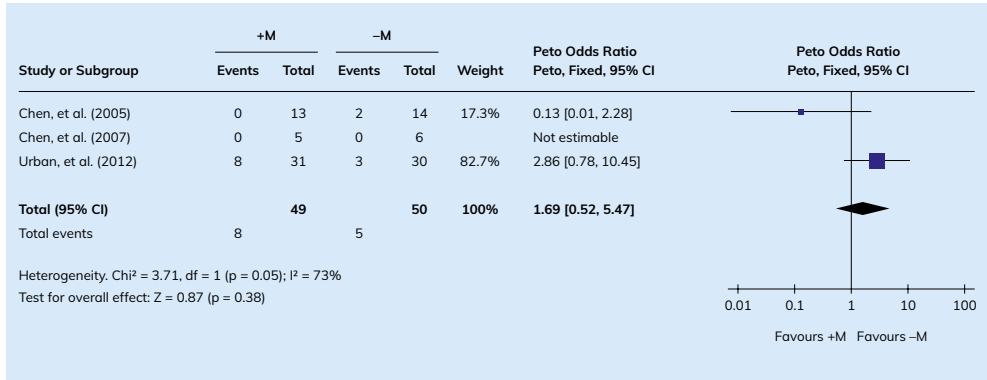 +M –M
Peto Odds Ratio Peto Odds Ratio
Study or Subgroup Events Total Events Total Weight Peto, Fixed, 95% CI Peto, Fixed, 95% CI
Chen, et al. (2005) 0 13 2 14 17.3% 0.13 [0.01, 2.28]
Chen, et al. (2007) 0 5 0 6 Not estimable
Urban, et al. (2012) 8 31 3 30 82.7% 2.86 [0.78, 10.45]
Total (95% CI) 49 50 100% 1.69 [0.52, 5.47]
Total events 8 5
Heterogeneity. Chi² = 3.71, df = 1 (p = 0.05); I² = 73%
Test for overall effect: Z = 0.87 (p = 0.38)
0.01 0.1 1 10 100
Favours +M Favours –M